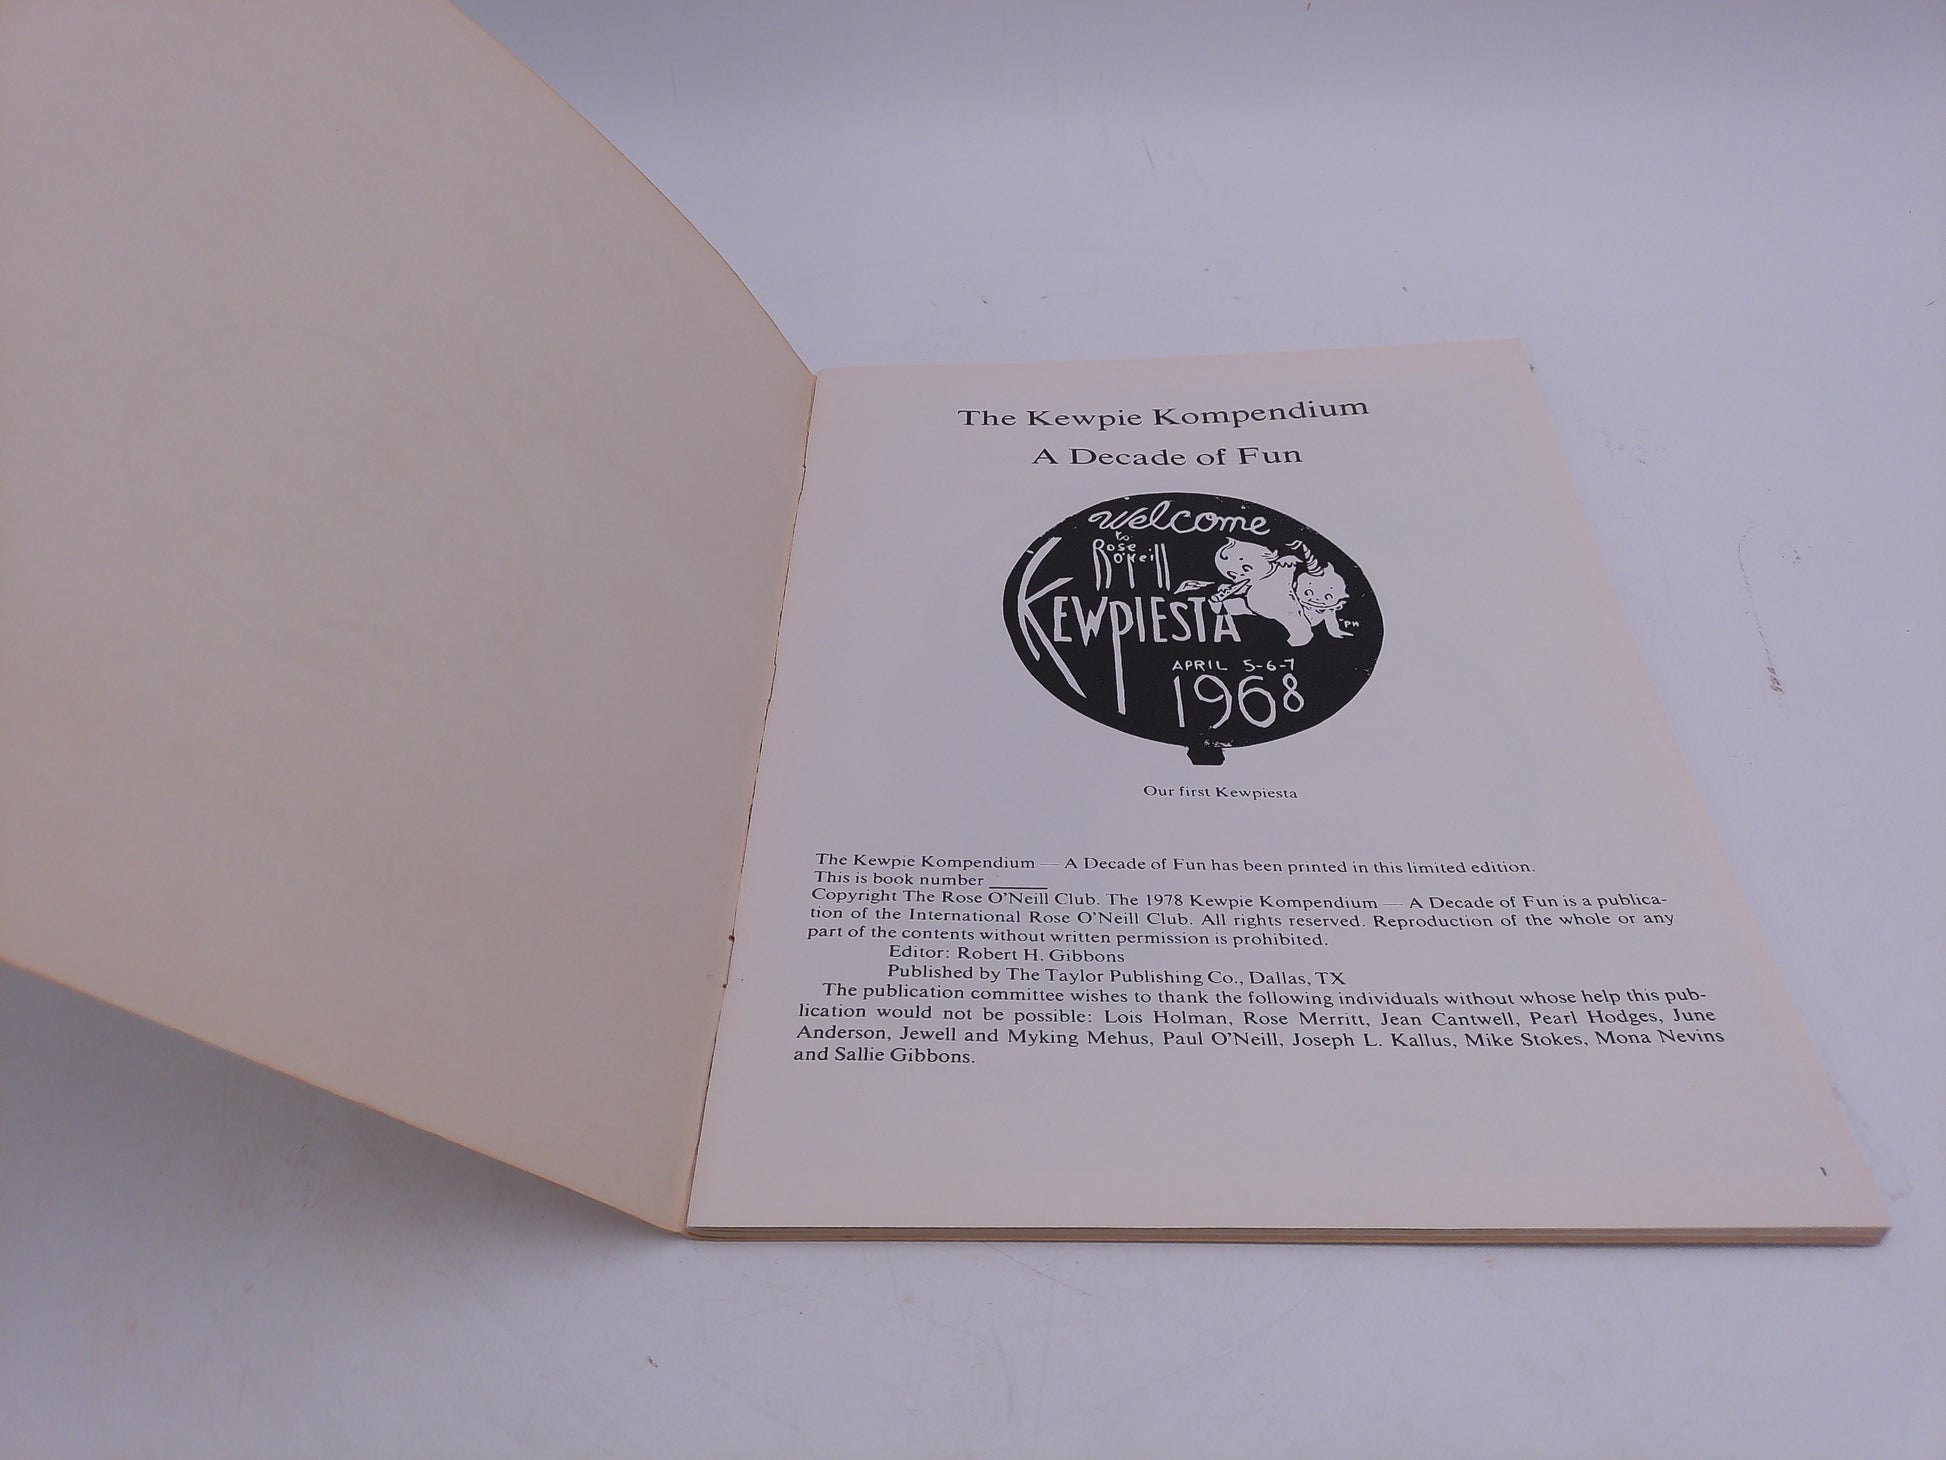 The Kewpie Kompendium
A Decade of Fun
Welcome
to
Rose
O'Neill
KEWPIESTA
PH
APRIL 5-6-7
1968
Our first Kewpiesta
The Kewpie Kompendium — A Decade of Fun has been printed in this limited edition.
This is book number _____
Copyright The Rose O'Neill Club. The 1978 Kewpie Kompendium — A Decade of Fun is a publica-
tion of the International Rose O'Neill Club. All rights reserved. Reproduction of the whole or any
part of the contents without written permission is prohibited.
Editor: Robert H. Gibbons
Published by The Taylor Publishing Co., Dallas, TX
The publication committee wishes to thank the following individuals without whose help this pub-
lication would not be possible: Lois Holman, Rose Merritt, Jean Cantwell, Pearl Hodges, June
Anderson, Jewell and Myking Mehus, Paul O'Neill, Joseph L. Kallus, Mike Stokes, Mona Nevins
and Sallie Gibbons.